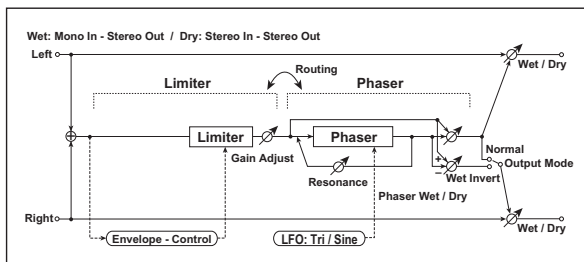 Wet: Mono In - Stereo Out / Dry: Stereo In - Stereo Out
Left
Wet / Dry
Routing
Limiter
Phaser
Limiter
Phaser
Gain Adjust
+
−
Normal
Output Mode
Wet Invert
Resonance
Phaser Wet / Dry
Right
Wet / Dry
Envelope - Control
LFO: Tri / Sine